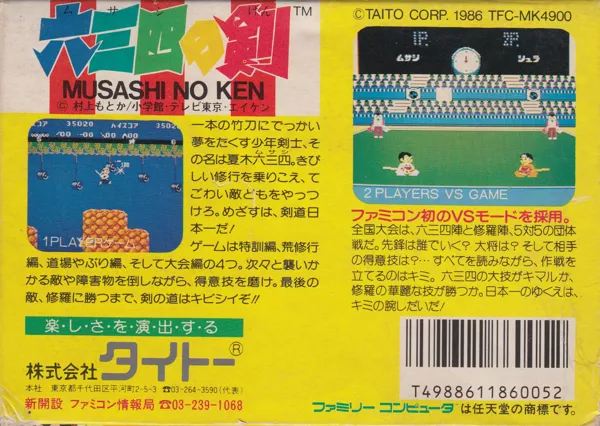 ムサシ けん
六三四の剣 TM
MUSASHI NO KEN
© 村上もとか/小学館・テレビ東京・エイケン
スコア 35020 ハイスコア 35020
1PLAYERゲーム
一本の竹刀にでっかい
夢をたくす少年剣士、そ
の名は夏木六三四。きび
ムサシ
しい修行を乗りこえ、て
ごわい敵どもをやっつ
けろ。めざすは、剣道日
本一だ!
ゲームは特訓編、荒修行
編、道場やぶり編、そして大会編の4つ。次々と襲いか
かる敵や障害物を倒しながら、得意技を磨け。最後の
敵、修羅に勝つまで、剣の道はキビシイぞ!!
楽・し・さ・を・演・出・す・る
株式会社 タイトー®
本社 東京都千代田区平河町2-5-3 ☎03-264-3590(代表)
新開設 ファミコン情報局 ☎03-239-1068
©TAITO CORP. 1986 TFC-MK4900
1P. 2P.
ムサシ シュラ
2 PLAYERS VS GAME
ファミコン初のVSモードを採用。
全国大会は、六三四陣と修羅陣、5対5の団体
戦だ。先鋒は誰でいく?大将は?そして相手
の得意技は?…すべてを読みながら、作戦を
立てるのはキミ。六三四の大技がキマルか、
修羅の華麗な技が勝つか。日本一のゆくえは、
キミの腕しだいだ!
T4988611860052
ファミリー コンピュータ は任天堂の商標です。